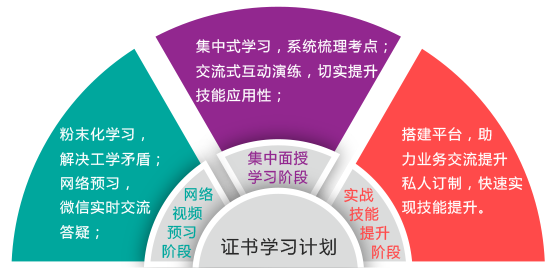 集中式学习，系统梳理考点；
交流式互动演练，切实提升
技能应用性；
粉末化学习，
解决工学矛盾；
网络预习，
微信实时交流
答疑；
搭建平台，助
力业务交流提升
私人订制，快速实
现技能提升。
集中面授
学习阶段
网络
视频
预习
阶段
实战
技能
提升
阶段
证书学习计划